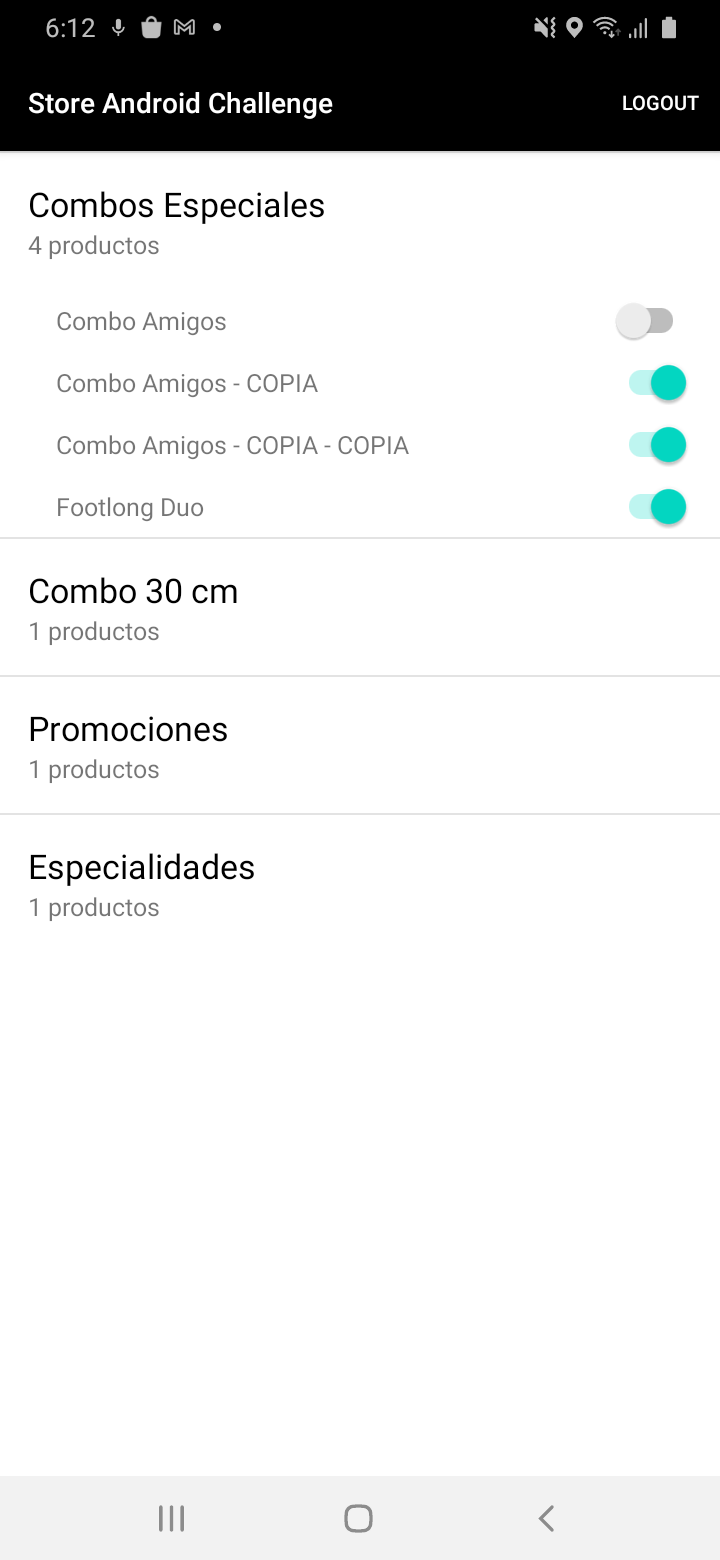 6:12
Store Android Challenge
LOGOUT
Combos Especiales
4 productos
Combo Amigos
Combo Amigos - COPIA
Combo Amigos - COPIA - COPIA
Footlong Duo
Combo 30 cm
1 productos
Promociones
1 productos
Especialidades
1 productos